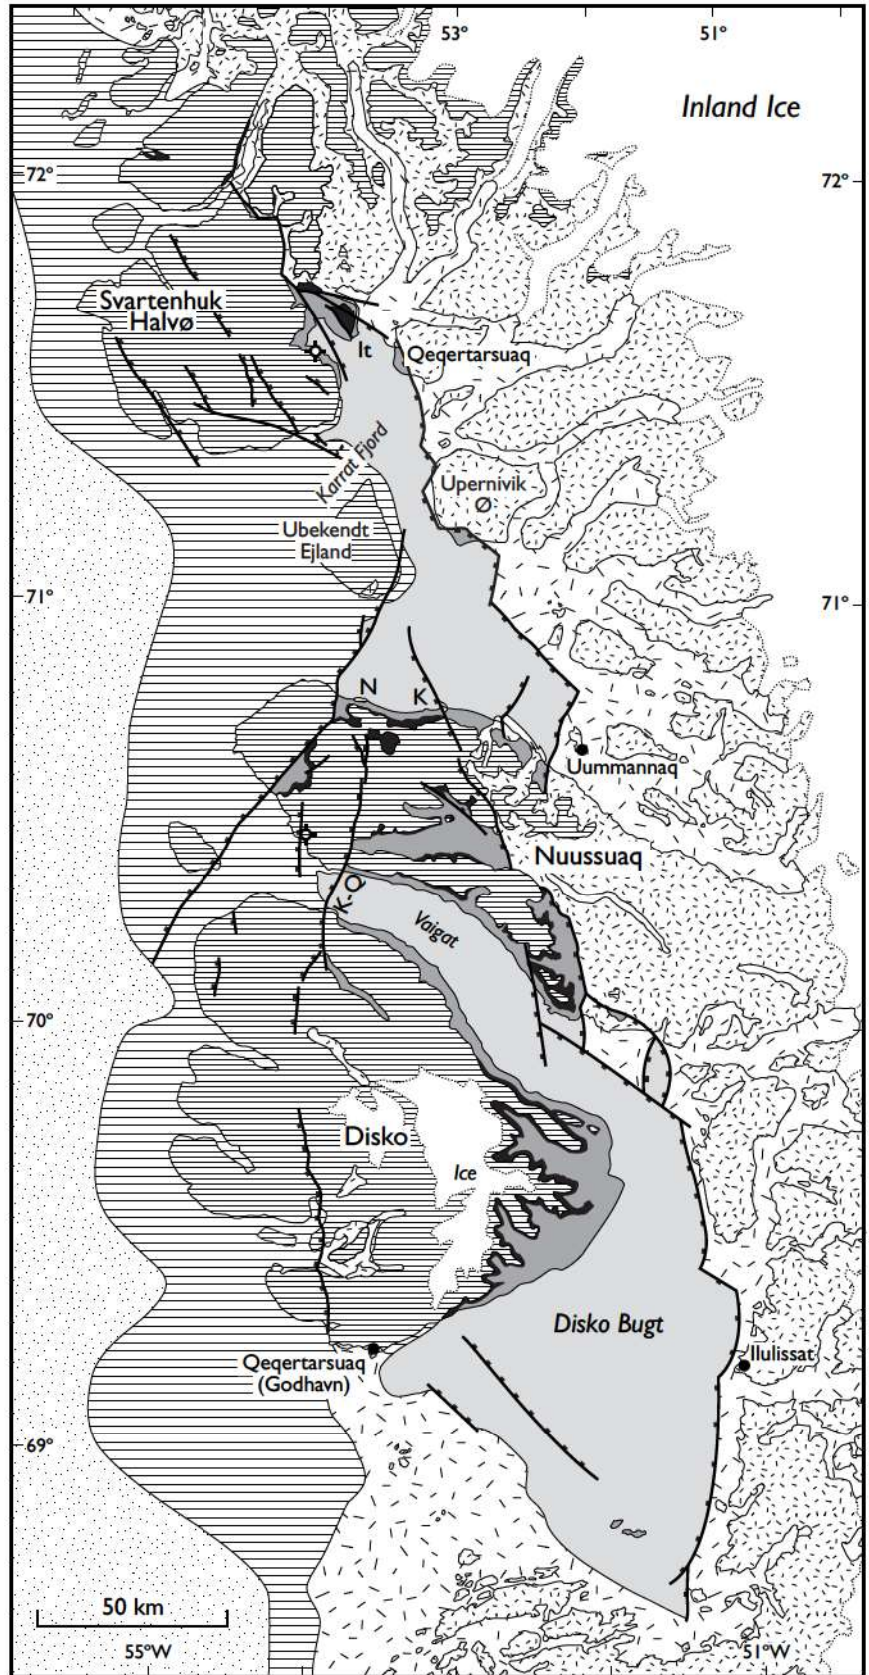 53°
51°
Inland Ice
72°
72°
Svartenhuk
Halvø
It
Qeqertarsuaq
Karrat Fjord
Upernivik
Ø
Ubekendt
Ejland
71°
71°
N
K
Uummannaq
Nuussuaq
K-Q
Vaigat
70°
Disko
Ice
Disko Bugt
Ilulissat
Qeqertarsuaq
(Godhavn)
69°
50 km
55°W
51°W